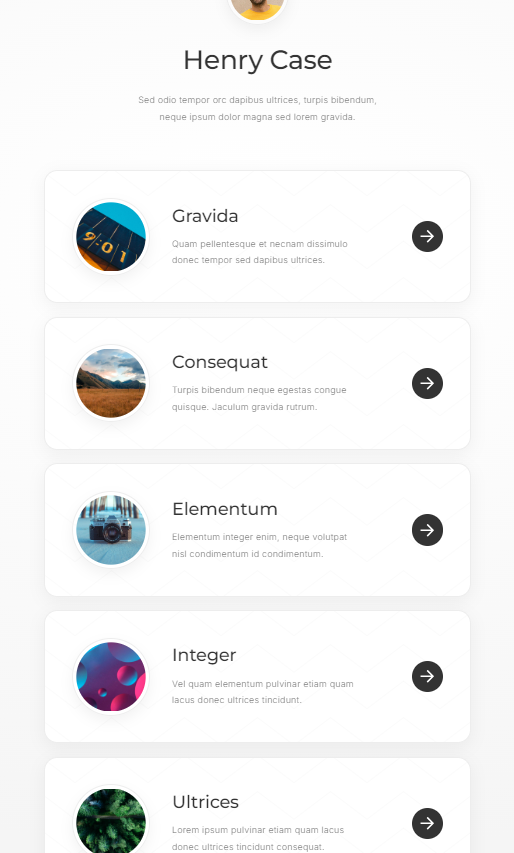 Henry Case
Sed odio tempor orc dapibus ultrices, turpis bibendum,
neque ipsum dolor magna sed lorem gravida.
9:01
Gravida
Quam pellentesque et necnam dissimulo
donec tempor sed dapibus ultrices.
Consequat
Turpis bibendum neque egestas congue
quisque. Jaculum gravida rutrum.
Elementum
Elementum integer enim, neque volutpat
nisl condimentum id condimentum.
Integer
Vel quam elementum pulvinar etiam quam
lacus donec ultrices tincidunt.
Ultrices
Lorem ipsum pulvinar etiam quam lacus
donec ultrices tincidunt consequat.